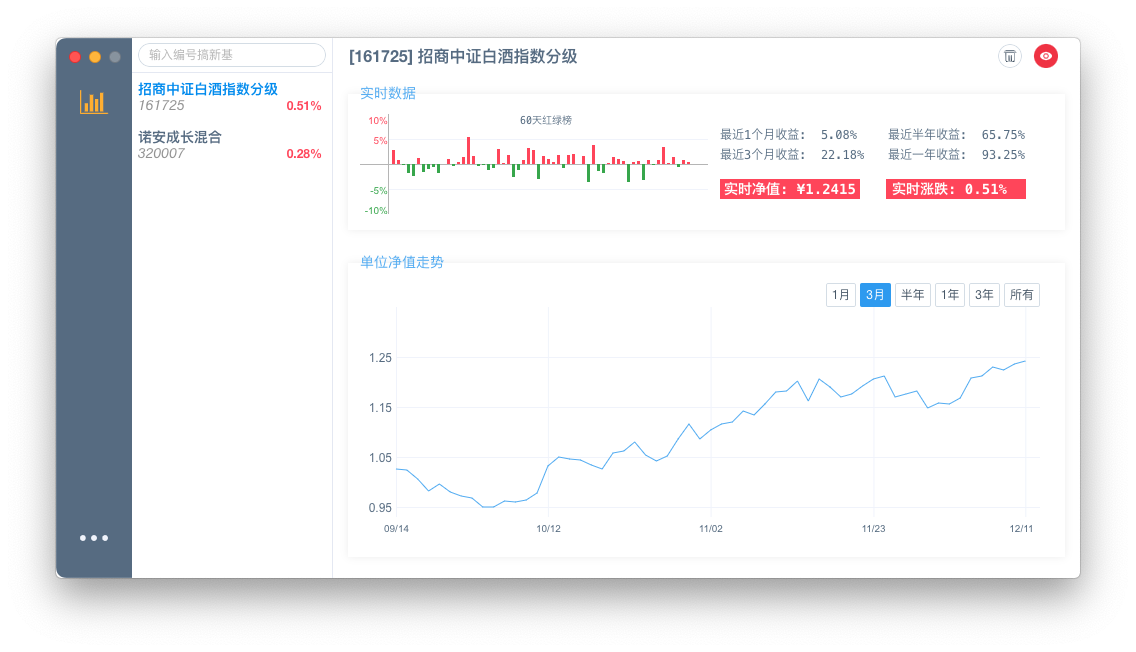 输入编号搞新基
招商中证白酒指数分级
161725 0.51%
诺安成长混合
320007 0.28%
[161725] 招商中证白酒指数分级
实时数据
60天红绿榜
10%
5%
-5%
-10%
最近1个月收益: 5.08% 最近半年收益: 65.75%
最近3个月收益: 22.18% 最近一年收益: 93.25%
实时净值: ¥1.2415 实时涨跌: 0.51%
单位净值走势
1月 3月 半年 1年 3年 所有
1.25
1.15
1.05
0.95
09/14 10/12 11/02 11/23 12/11